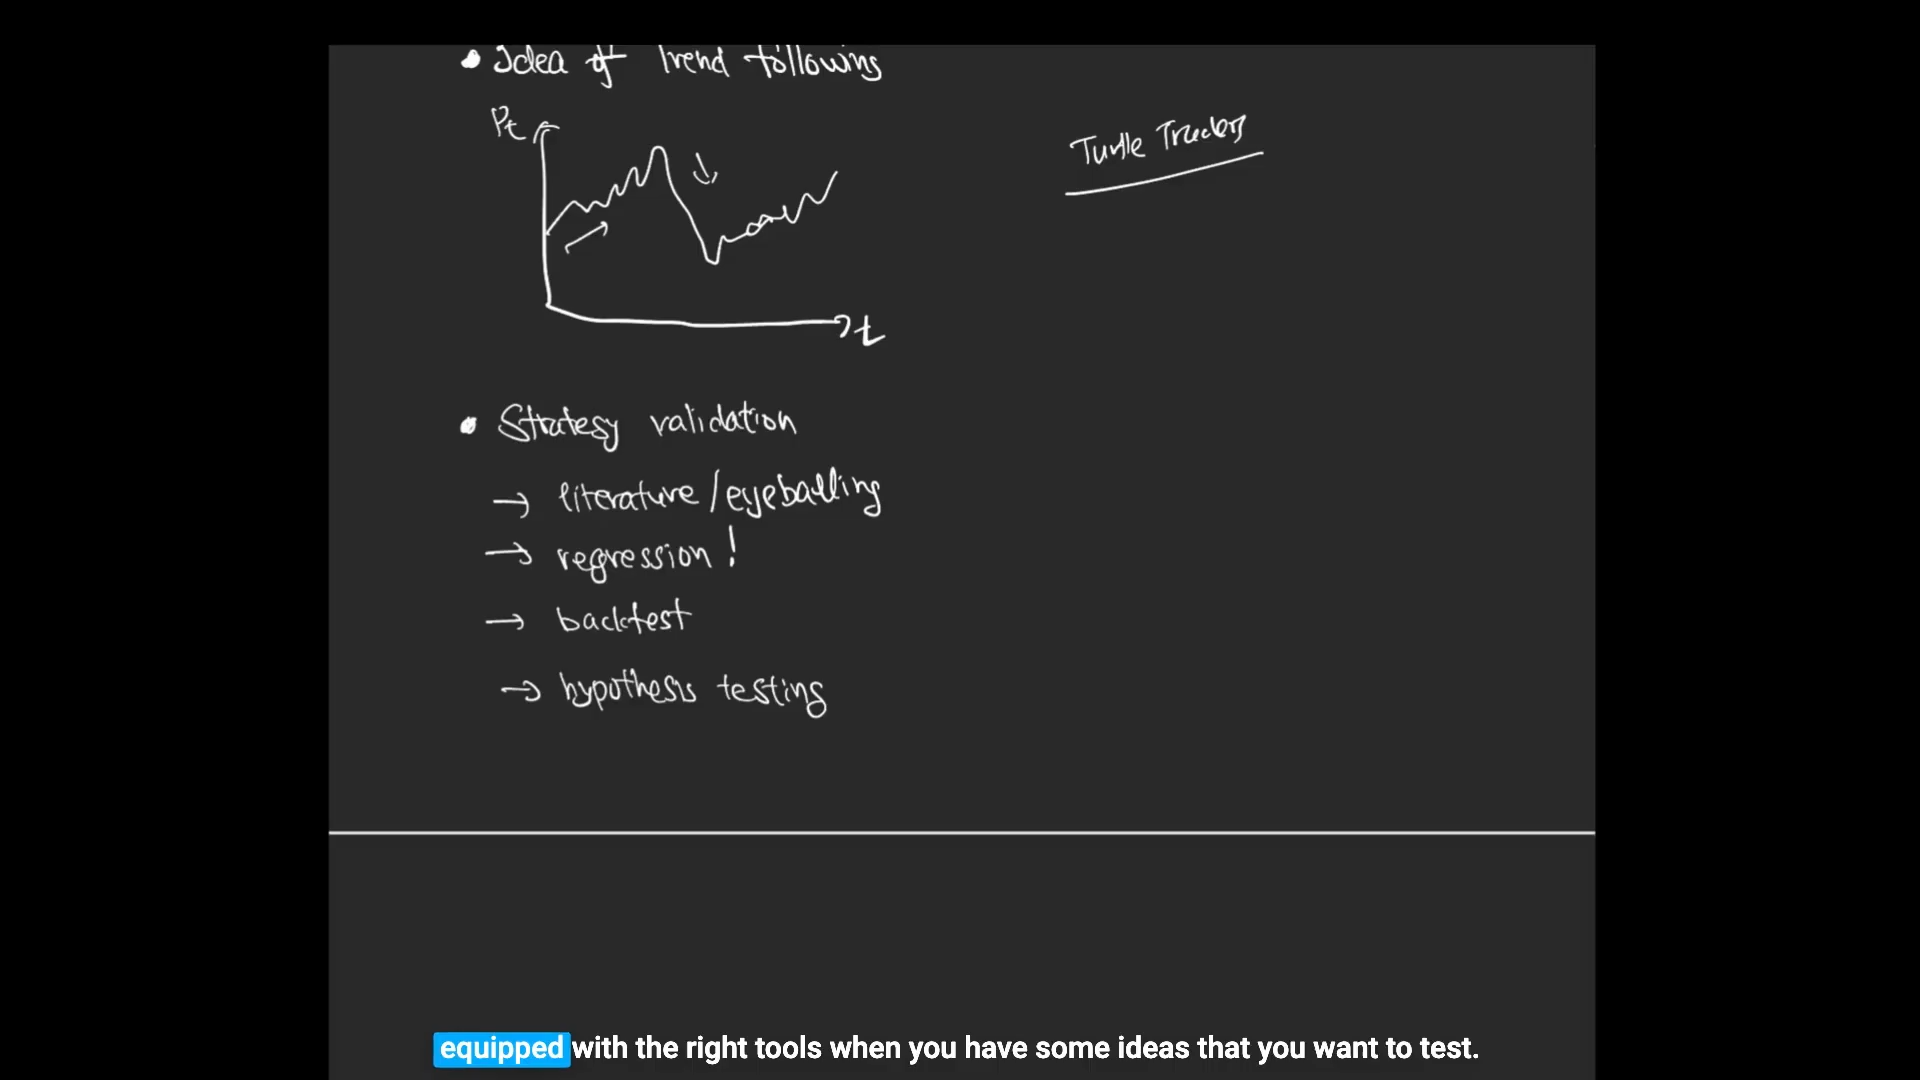 • Idea of Trend following
Pt
Turtle Traders
t
• Strategy validation
→ literature/eyeballing
→ regression!
→ backtest
→ hypothesis testing
equipped with the right tools when you have some ideas that you want to test.